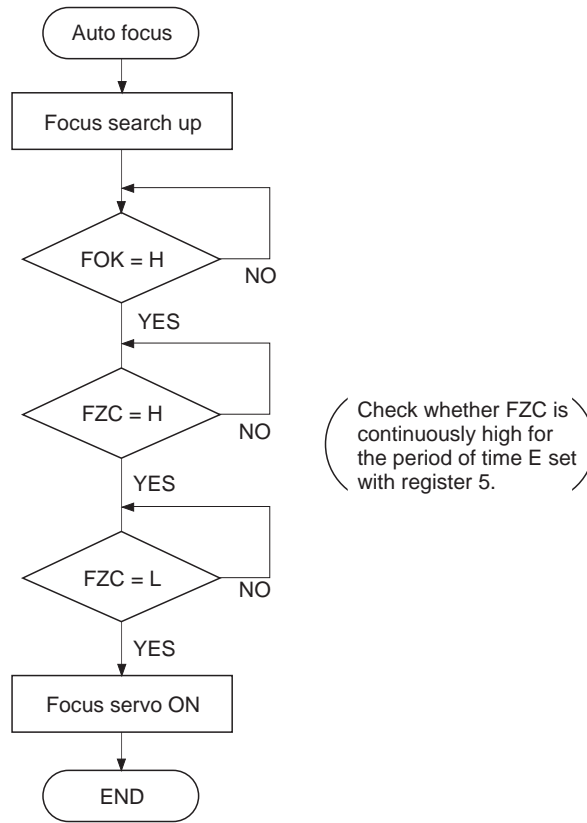 Auto focus
Focus search up
FOK = H
NO
YES
FZC = H
NO
Check whether FZC is
continuously high for
the period of time E set
with register 5.
YES
FZC = L
NO
YES
Focus servo ON
END